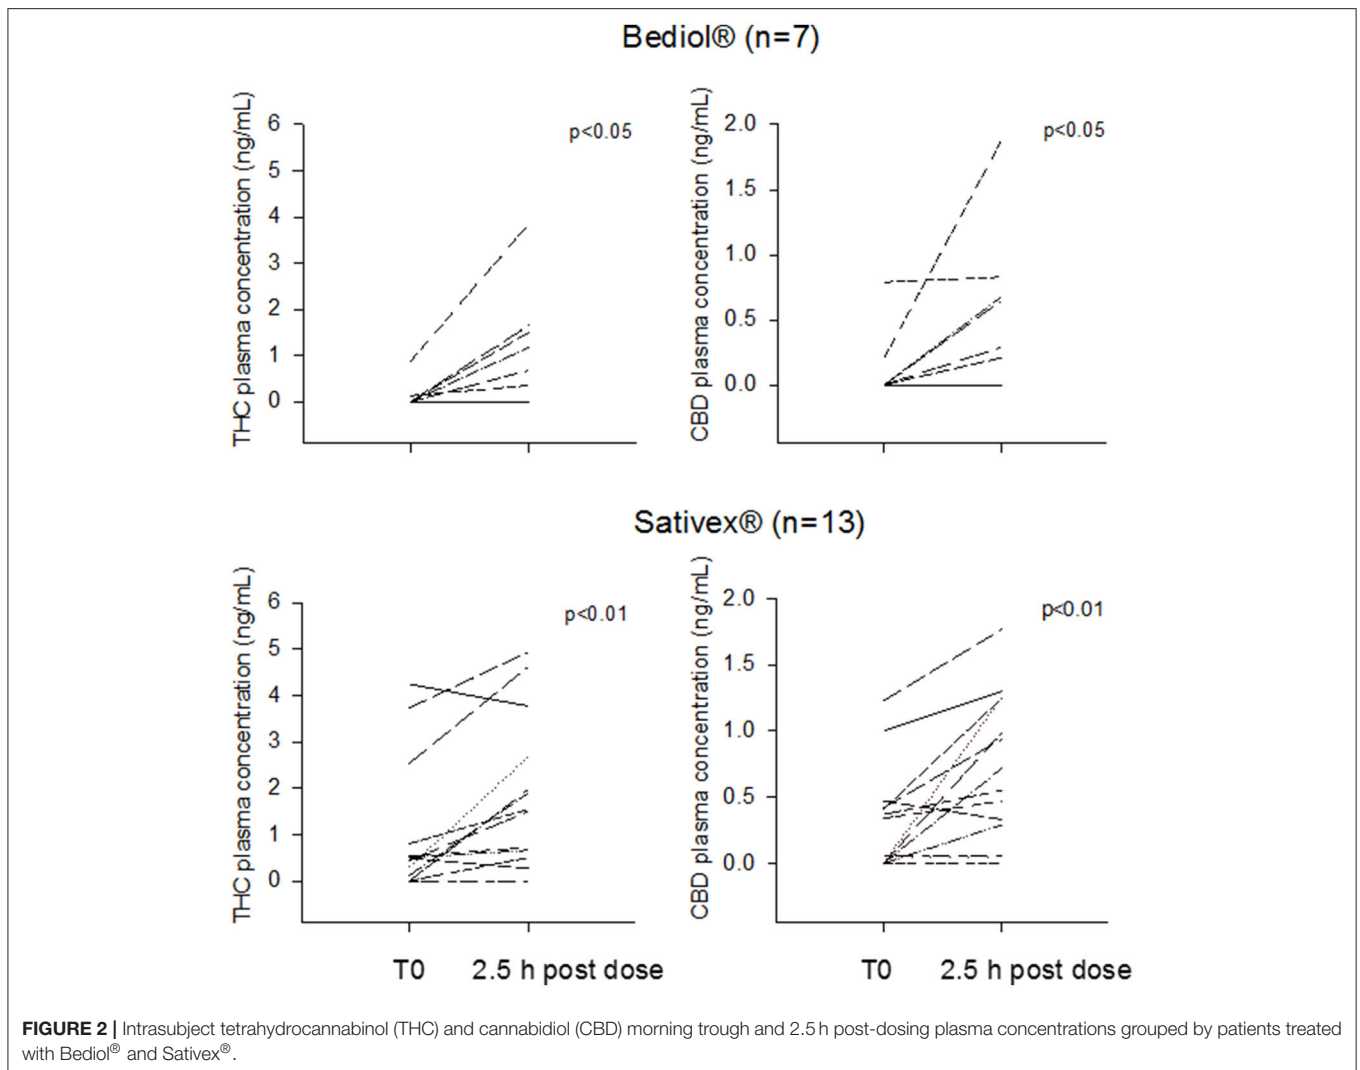 Bediol® (n=7)
THC plasma concentration (ng/mL)
6
5
4
3
2
1
0
p<0.05
CBD plasma concentration (ng/mL)
2.0
1.5
1.0
0.5
0.0
p<0.05
Sativex® (n=13)
THC plasma concentration (ng/mL)
6
5
4
3
2
1
0
p<0.01
T0 2.5 h post dose
CBD plasma concentration (ng/mL)
2.0
1.5
1.0
0.5
0.0
p<0.01
T0 2.5 h post dose
FIGURE 2 | Intrasubject tetrahydrocannabinol (THC) and cannabidiol (CBD) morning trough and 2.5 h post-dosing plasma concentrations grouped by patients treated
with Bediol® and Sativex®.